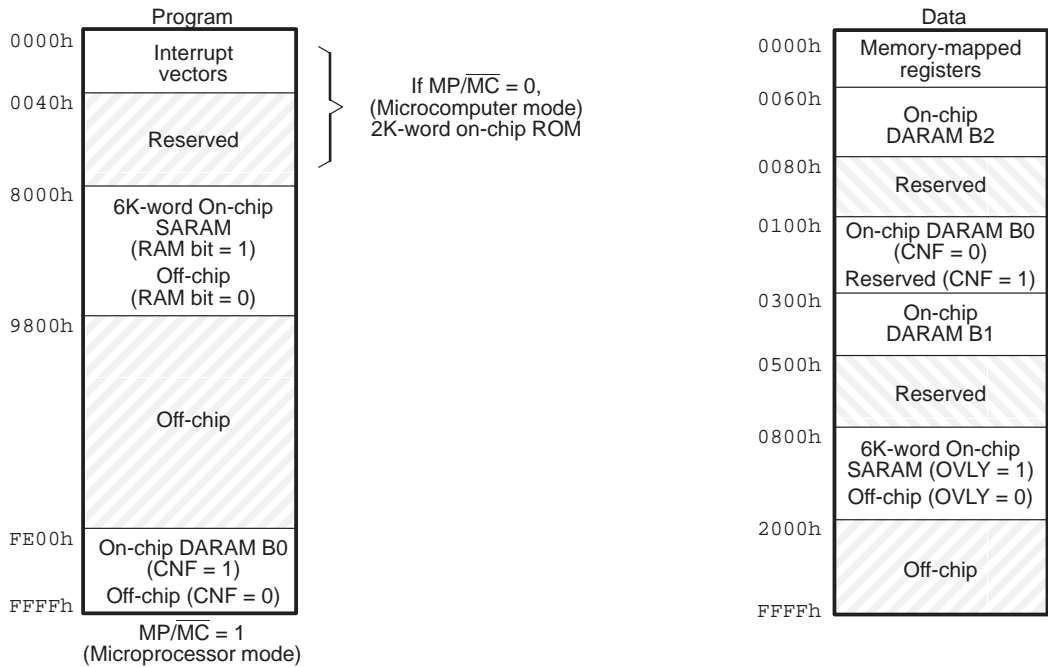 Program
0000h
Interrupt
vectors
0040h
Reserved
8000h
6K-word On-chip
SARAM
(RAM bit = 1)
Off-chip
(RAM bit = 0)
9800h
Off-chip
FE00h
On-chip DARAM B0
(CNF = 1)
Off-chip (CNF = 0)
FFFFh
MP/M̅C̅ = 1
(Microprocessor mode)
If MP/M̅C̅ = 0,
(Microcomputer mode)
2K-word on-chip ROM
Data
0000h
Memory-mapped
registers
0060h
On-chip
DARAM B2
0080h
Reserved
0100h
On-chip DARAM B0
(CNF = 0)
Reserved (CNF = 1)
0300h
On-chip
DARAM B1
0500h
Reserved
0800h
6K-word On-chip
SARAM (OVLY = 1)
Off-chip (OVLY = 0)
2000h
Off-chip
FFFFh